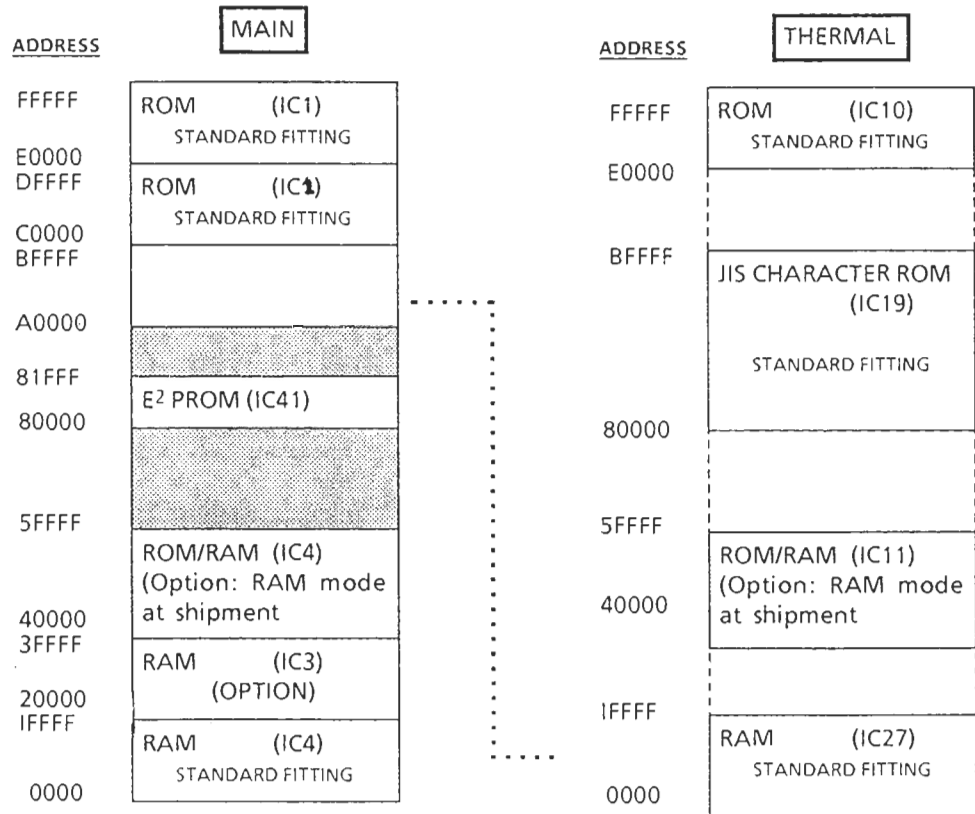 MAIN
ADDRESS
FFFFF
ROM (IC1)
STANDARD FITTING
E0000
DFFFF
ROM (IC1)
STANDARD FITTING
C0000
BFFFF
A0000
81FFF
E² PROM (IC41)
80000
5FFFF
ROM/RAM (IC4)
(Option: RAM mode
at shipment
40000
3FFFF
RAM (IC3)
(OPTION)
20000
1FFFF
RAM (IC4)
STANDARD FITTING
0000
THERMAL
ADDRESS
FFFFF
ROM (IC10)
STANDARD FITTING
E0000
BFFFF
JIS CHARACTER ROM
(IC19)
STANDARD FITTING
80000
5FFFF
ROM/RAM (IC11)
(Option: RAM mode
at shipment
40000
1FFFF
RAM (IC27)
STANDARD FITTING
0000